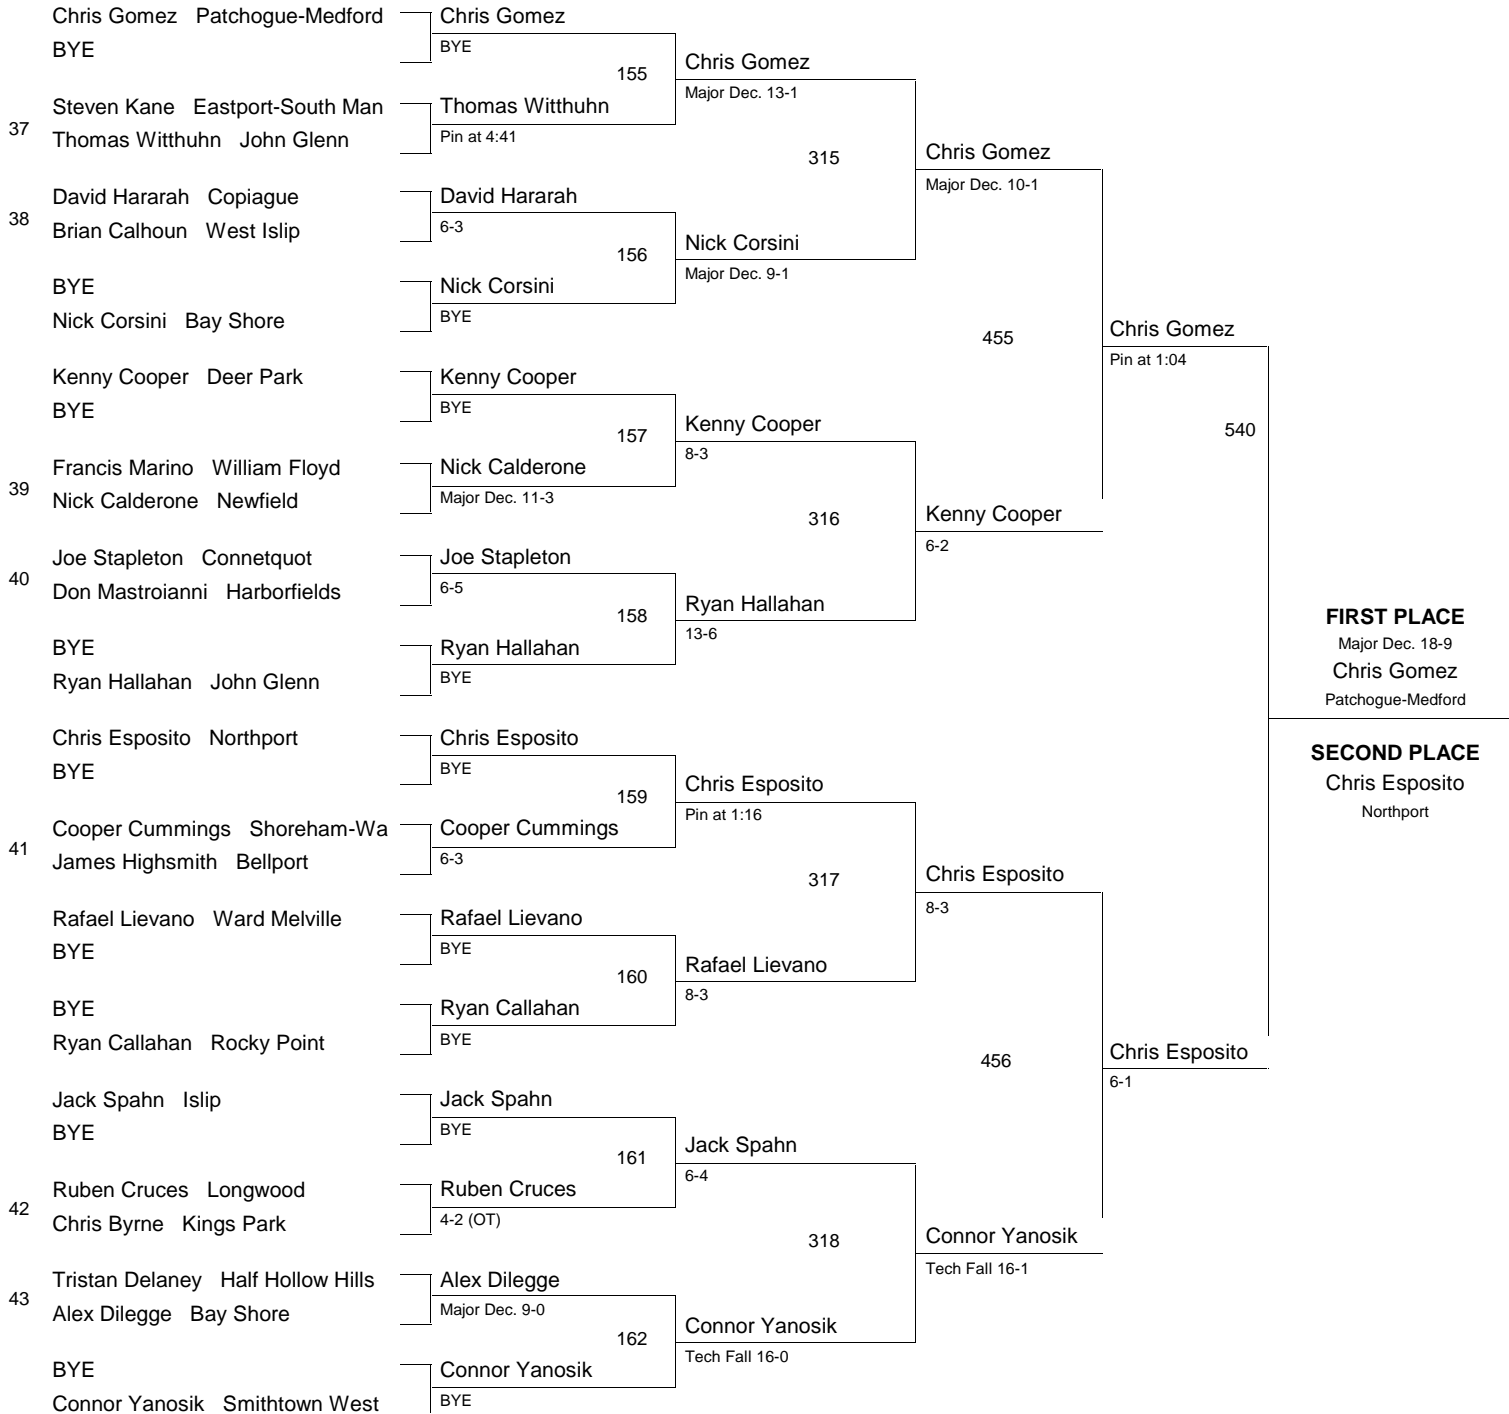 Chris Gomez Patchogue-Medford
BYE
37
Steven Kane Eastport-South Man
Thomas Witthuhn John Glenn
38
David Hararah Copiague
Brian Calhoun West Islip
BYE
Nick Corsini Bay Shore
Kenny Cooper Deer Park
BYE
39
Francis Marino William Floyd
Nick Calderone Newfield
40
Joe Stapleton Connetquot
Don Mastroianni Harborfields
BYE
Ryan Hallahan John Glenn
Chris Esposito Northport
BYE
41
Cooper Cummings Shoreham-Wa
James Highsmith Bellport
Rafael Lievano Ward Melville
BYE
BYE
Ryan Callahan Rocky Point
Jack Spahn Islip
BYE
42
Ruben Cruces Longwood
Chris Byrne Kings Park
43
Tristan Delaney Half Hollow Hills
Alex Dilegge Bay Shore
BYE
Connor Yanosik Smithtown West
Chris Gomez
BYE
155
Thomas Witthuhn
Pin at 4:41
David Hararah
6-3
156
Nick Corsini
BYE
Kenny Cooper
BYE
157
Nick Calderone
Major Dec. 11-3
Joe Stapleton
6-5
158
Ryan Hallahan
BYE
Chris Esposito
BYE
159
Cooper Cummings
6-3
Rafael Lievano
BYE
160
Ryan Callahan
BYE
Jack Spahn
BYE
161
Ruben Cruces
4-2 (OT)
Alex Dilegge
Major Dec. 9-0
162
Connor Yanosik
BYE
Chris Gomez
Major Dec. 13-1
315
Nick Corsini
Major Dec. 9-1
Kenny Cooper
8-3
316
Ryan Hallahan
13-6
Chris Esposito
Pin at 1:16
317
Rafael Lievano
8-3
Jack Spahn
6-4
318
Connor Yanosik
Tech Fall 16-0
Chris Gomez
Major Dec. 10-1
455
Kenny Cooper
6-2
Chris Esposito
8-3
456
Connor Yanosik
Tech Fall 16-1
Chris Gomez
Pin at 1:04
540
Chris Esposito
6-1
FIRST PLACE
Major Dec. 18-9
Chris Gomez
Patchogue-Medford
SECOND PLACE
Chris Esposito
Northport